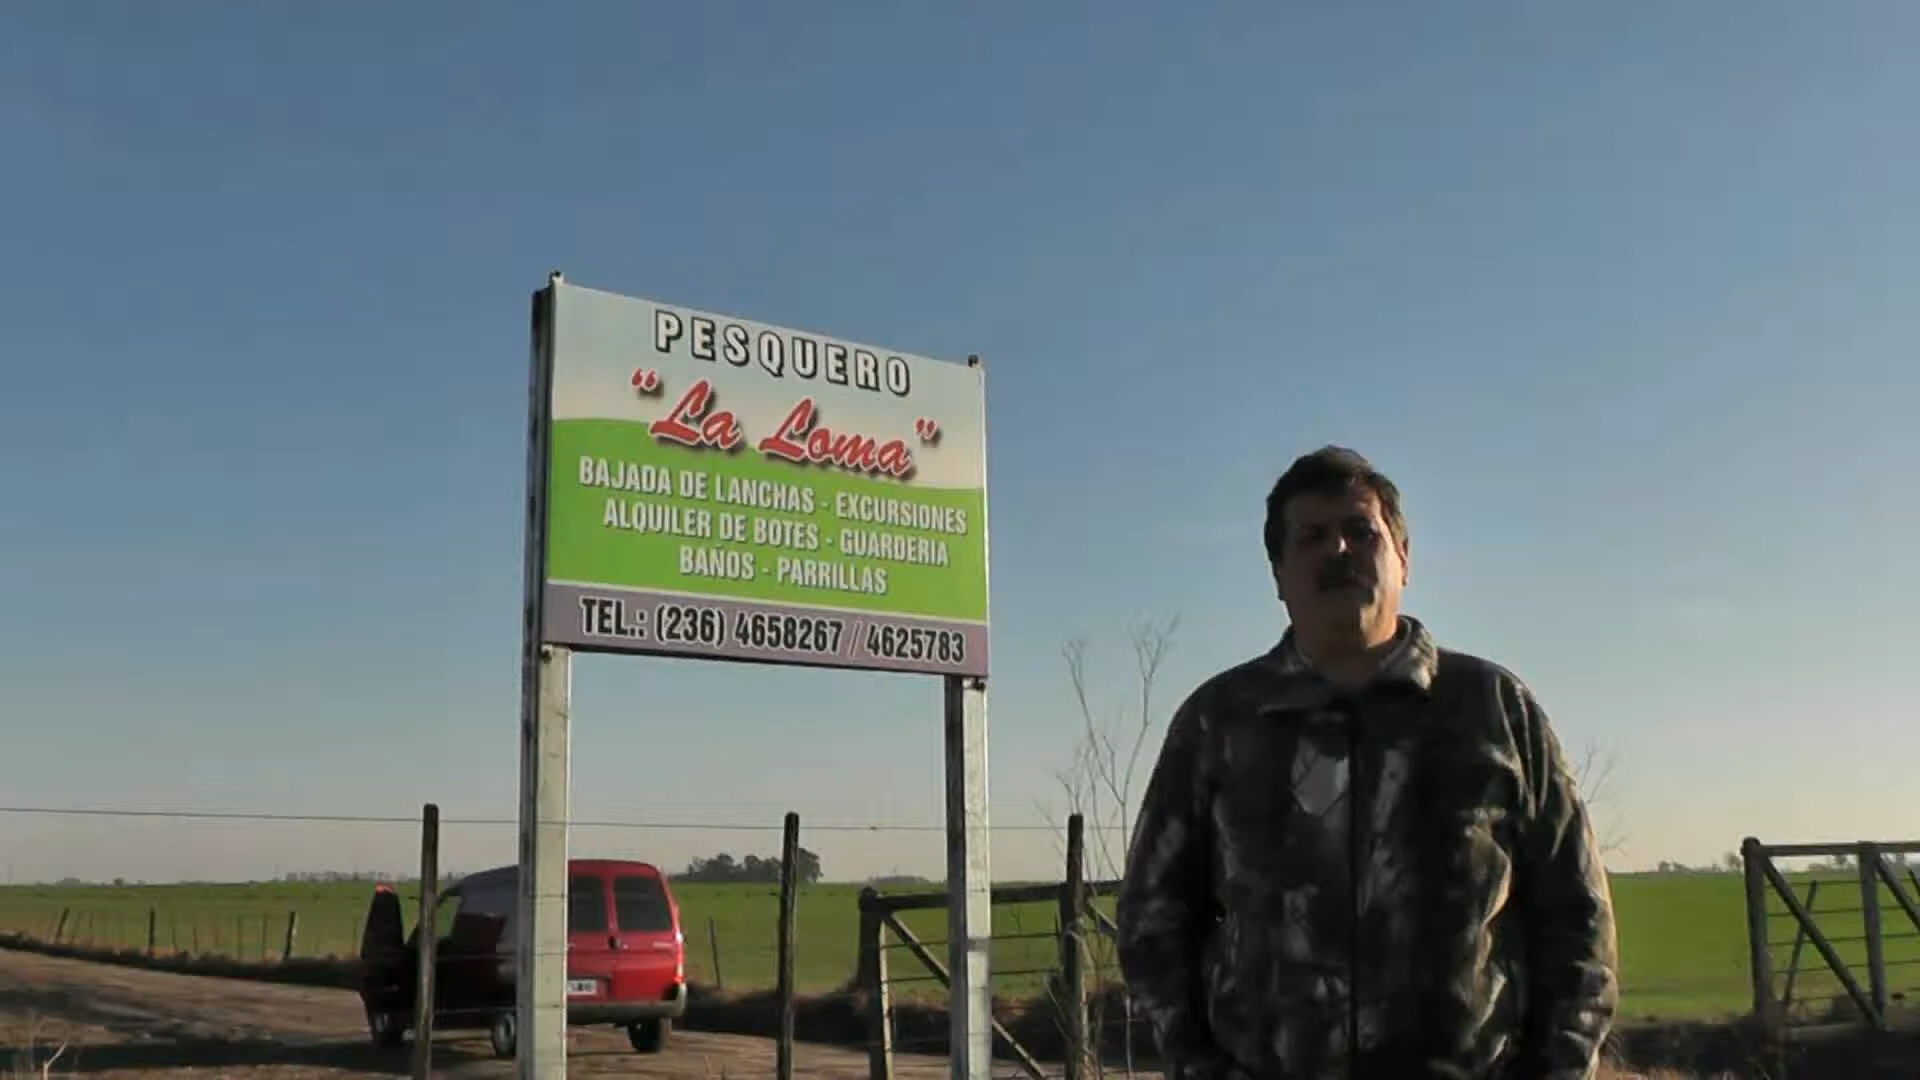 PESQUERO
"La Loma"
BAJADA DE LANCHAS - EXCURSIONES
ALQUILER DE BOTES - GUARDERIA
BAÑOS - PARRILLAS
TEL.: (236) 4658267 / 4625783